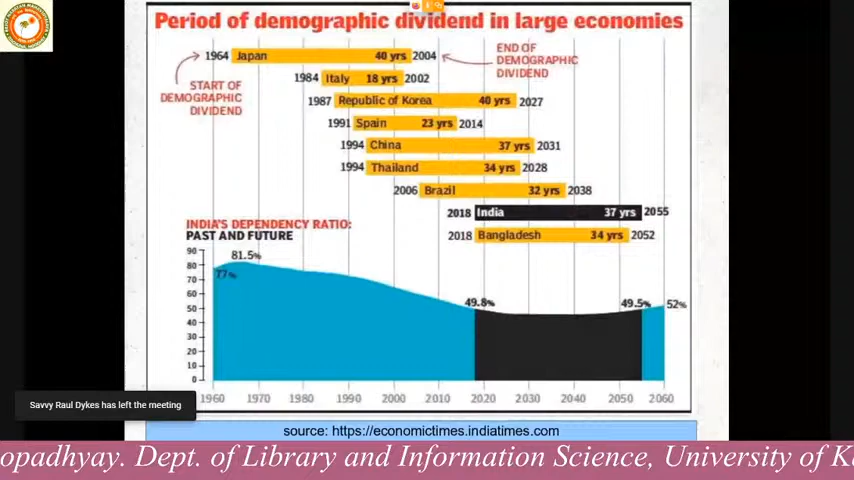 Period of demographic dividend in large economies
1964 Japan 40 yrs 2004
END OF
DEMOGRAPHIC
DIVIDEND
START OF
DEMOGRAPHIC
DIVIDEND
1984 Italy 18 yrs 2002
1987 Republic of Korea 40 yrs 2027
1991 Spain 23 yrs 2014
1994 China 37 yrs 2031
1994 Thailand 34 yrs 2028
2006 Brazil 32 yrs 2038
2018 India 37 yrs 2055
2018 Bangladesh 34 yrs 2052
INDIA'S DEPENDENCY RATIO:
PAST AND FUTURE
90
80
70
60
50
40
30
20
10
0
81.5%
77%
49.8%
49.5%
52%
1960 1970 1980 1990 2000 2010 2020 2030 2040 2050 2060
Savvy Raul Dykes has left the meeting
source: https://economictimes.indiatimes.com
opadhyay. Dept. of Library and Information Science, University of